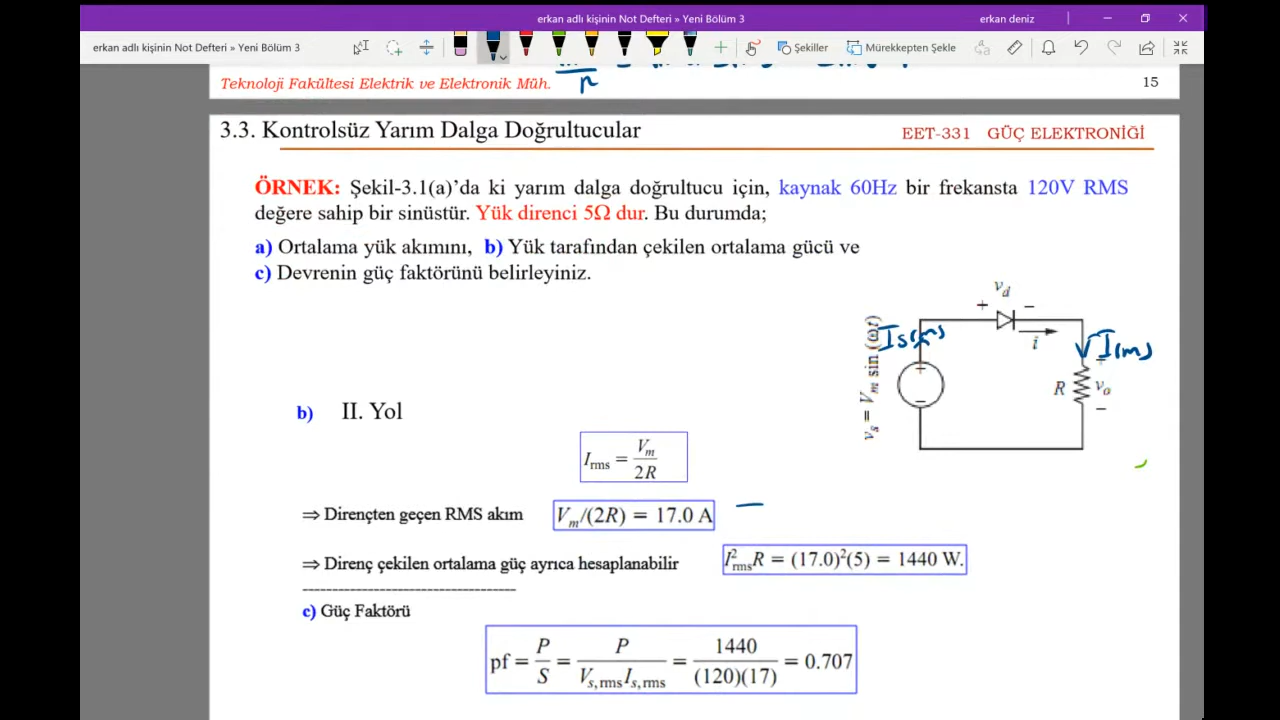 erkan adlı kişinin Not Defteri » Yeni Bölüm 3
erkan deniz
erkan adlı kişinin Not Defteri » Yeni Bölüm 3
Şekiller
Mürekkepten Şekle
Teknoloji Fakültesi Elektrik ve Elektronik Müh.
15
3.3. Kontrolsüz Yarım Dalga Doğrultucular
EET-331 GÜÇ ELEKTRONİĞİ
ÖRNEK: Şekil-3.1(a)'da ki yarım dalga doğrultucu için, kaynak 60Hz bir frekansta 120V RMS
değere sahip bir sinüstür. Yük direnci 5Ω dur. Bu durumda;
a) Ortalama yük akımını, b) Yük tarafından çekilen ortalama gücü ve
c) Devrenin güç faktörünü belirleyiniz.
v_d
+ −
i
v_s = V_m sin (ωt)
Is(rms)
+
−
I(rms)
R
+
v_o
−
b) II. Yol
I_rms = V_m / 2R
⇒ Dirençten geçen RMS akım V_m/(2R) = 17.0 A
⇒ Direnç çekilen ortalama güç ayrıca hesaplanabilir I²_rms R = (17.0)²(5) = 1440 W.
-----------------------------------
c) Güç Faktörü
pf = P/S = P / V_s,rms I_s,rms = 1440 / (120)(17) = 0.707